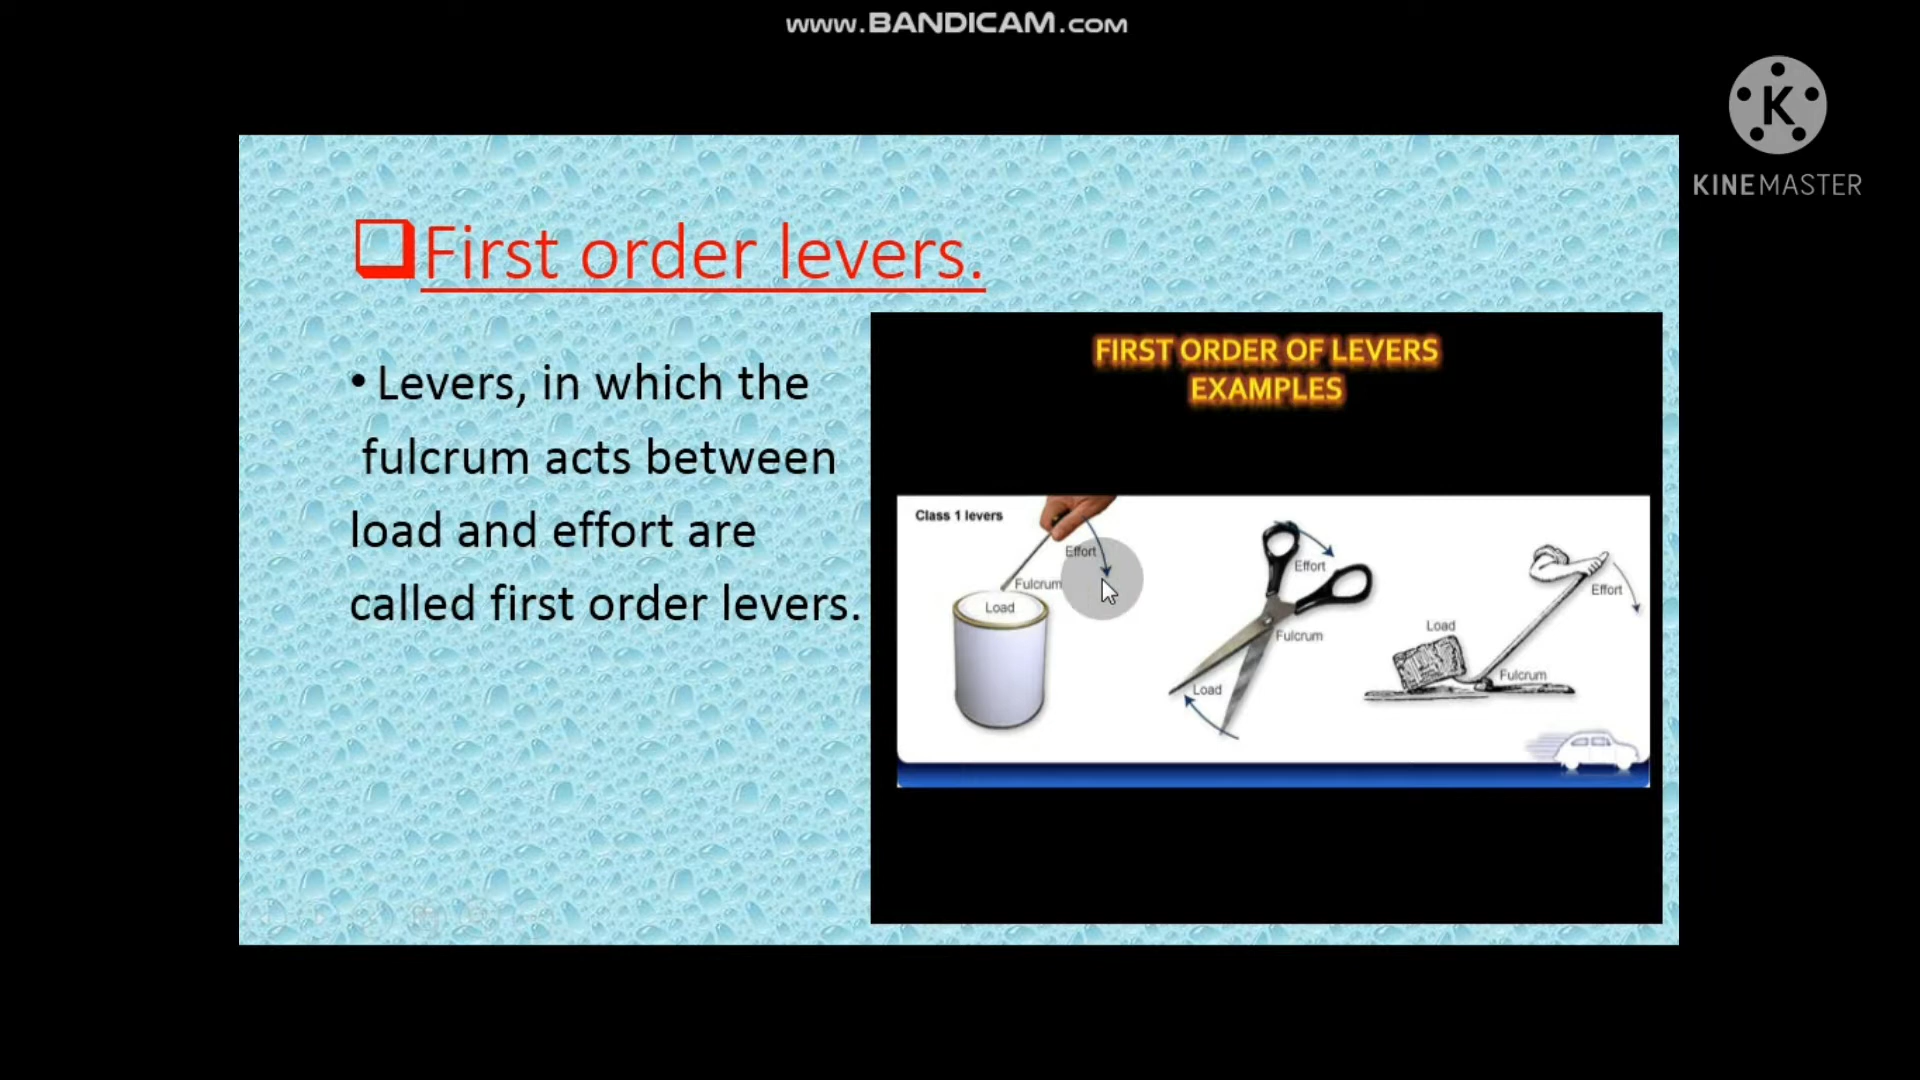 www.BANDICAM.com
K
KINEMASTER
First order levers.
• Levers, in which the
fulcrum acts between
load and effort are
called first order levers.
FIRST ORDER OF LEVERS
EXAMPLES
Class 1 levers
Effort
Fulcrum
Load
Effort
Fulcrum
Load
Effort
Load
Fulcrum